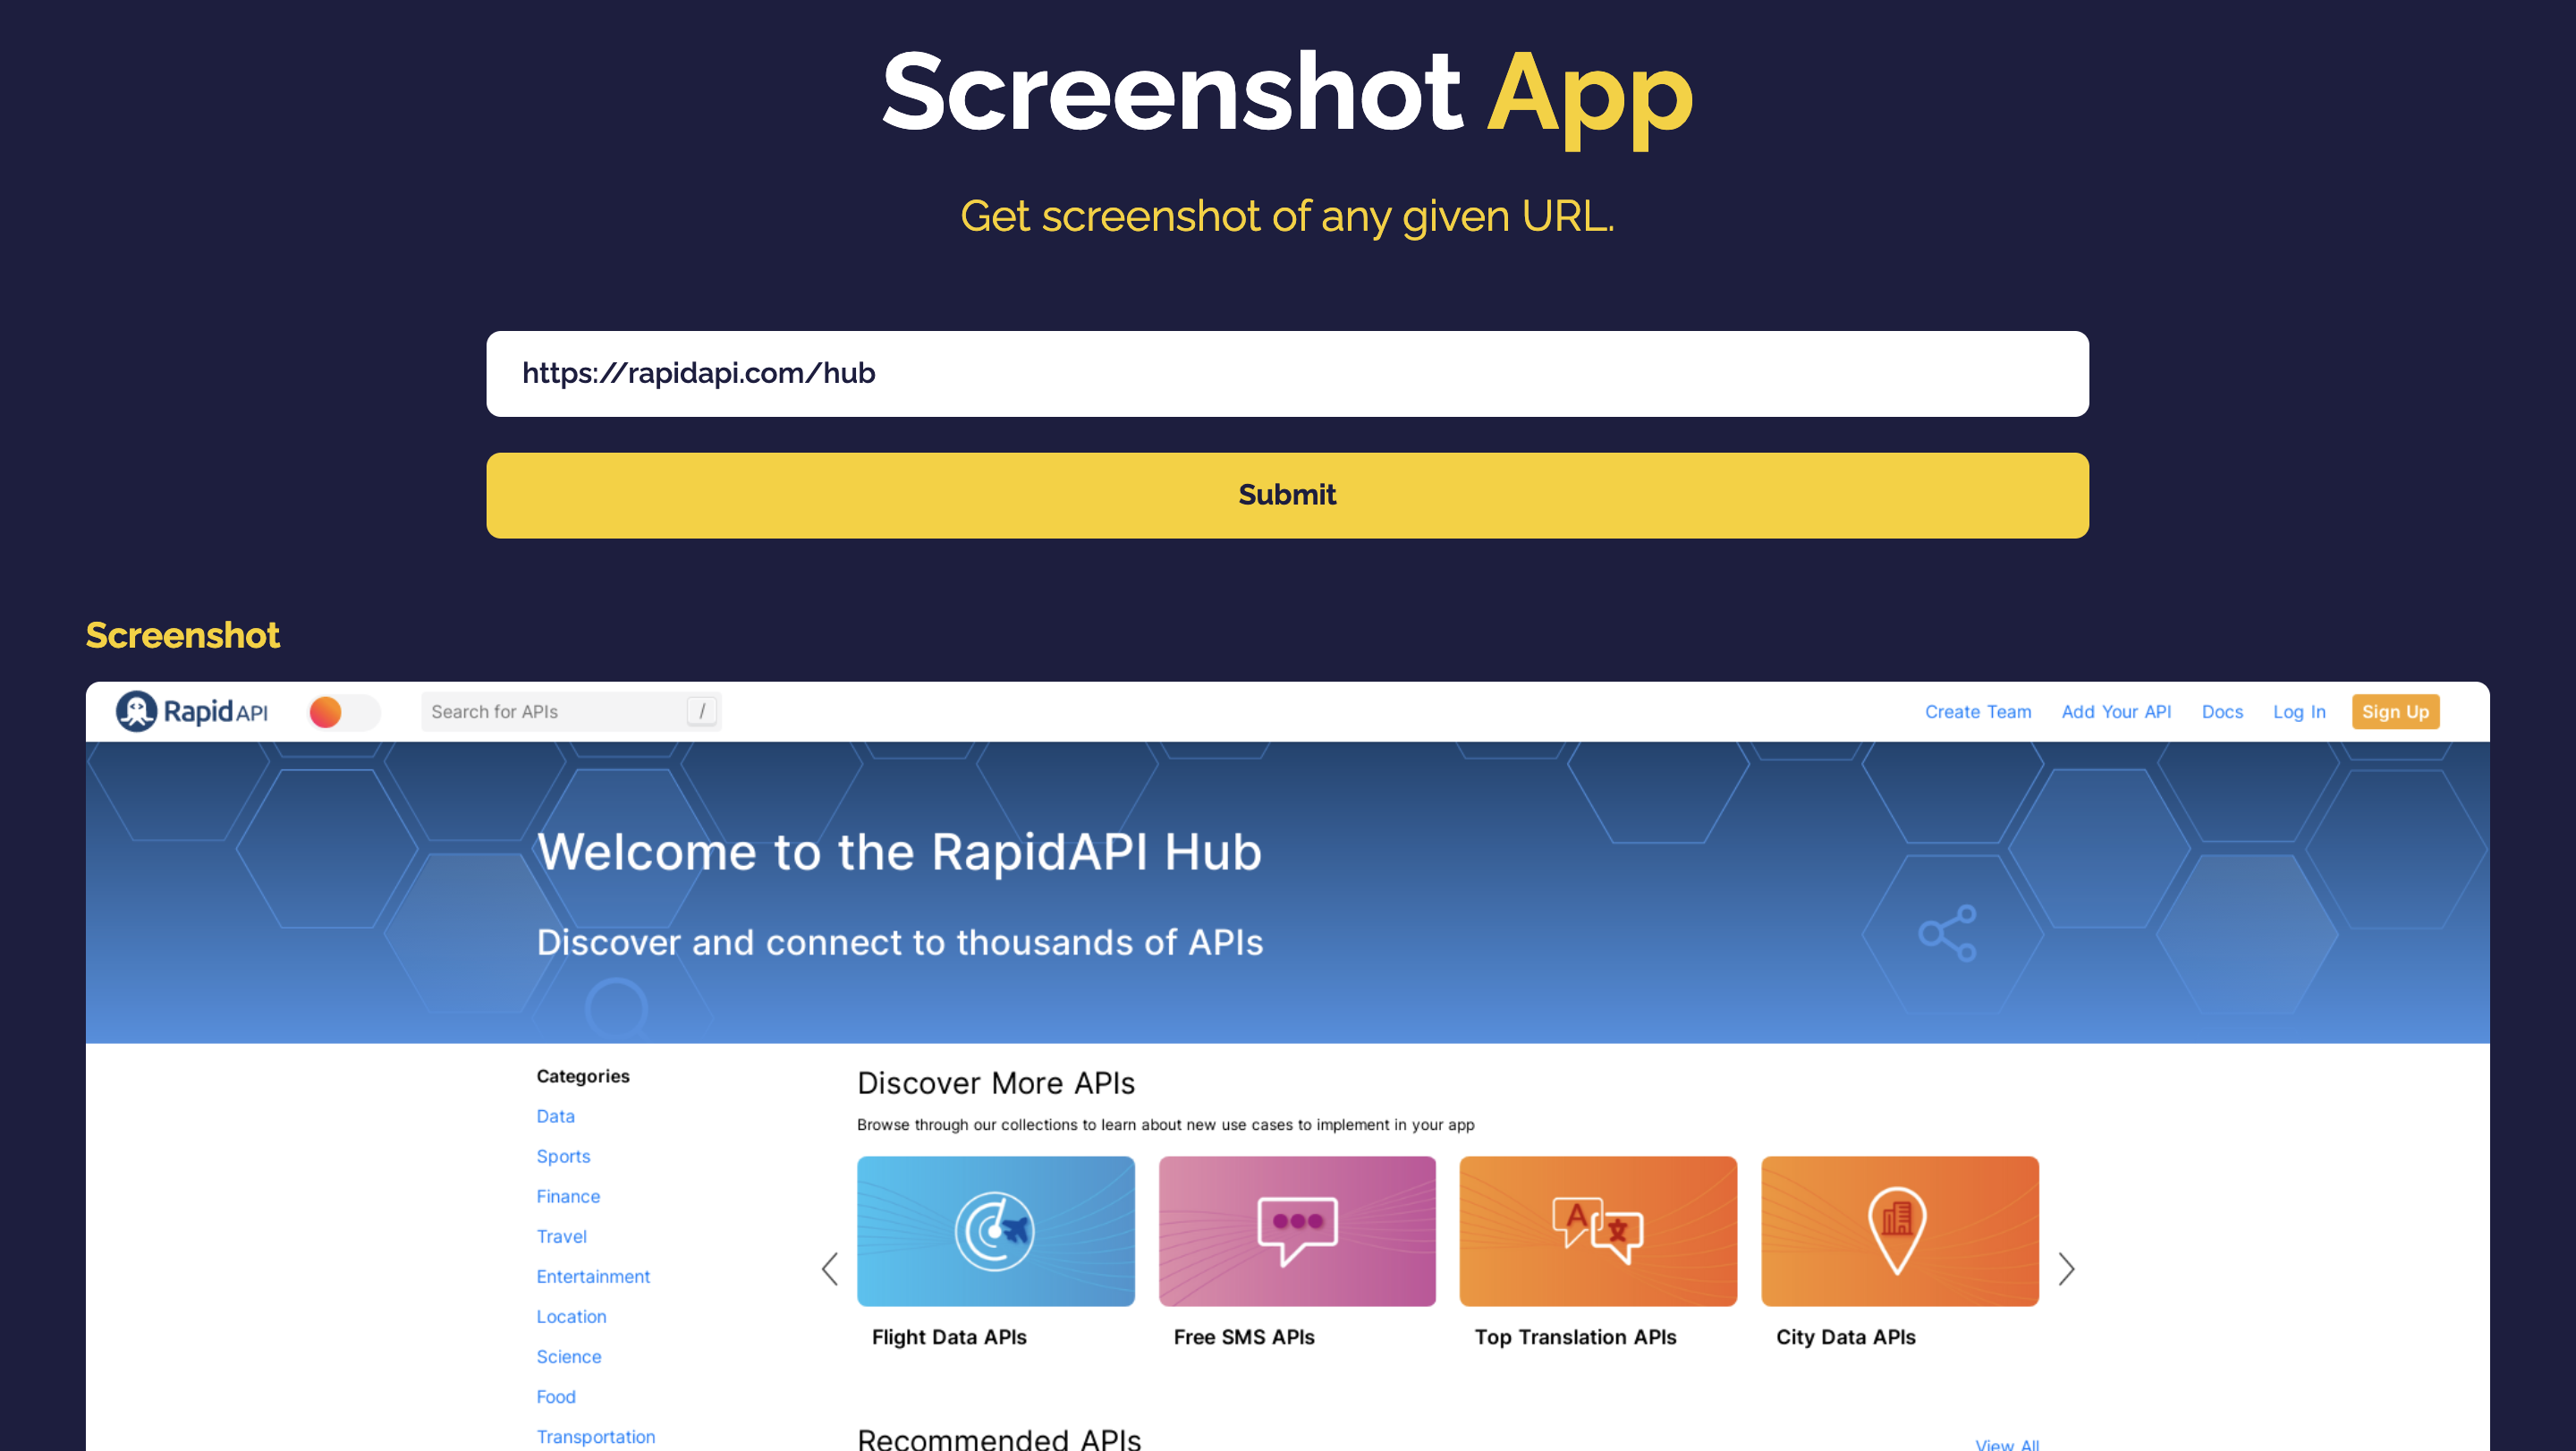 Screenshot App
Get screenshot of any given URL.
https://rapidapi.com/hub
Submit
Screenshot
Rapid API
Search for APIs
/
Create Team
Add Your API
Docs
Log In
Sign Up
Welcome to the RapidAPI Hub
Discover and connect to thousands of APIs
Categories
Data
Sports
Finance
Travel
Entertainment
Location
Science
Food
Transportation
Discover More APIs
Browse through our collections to learn about new use cases to implement in your app
A 文
Flight Data APIs
Free SMS APIs
Top Translation APIs
City Data APIs
Recommended APIs
View All